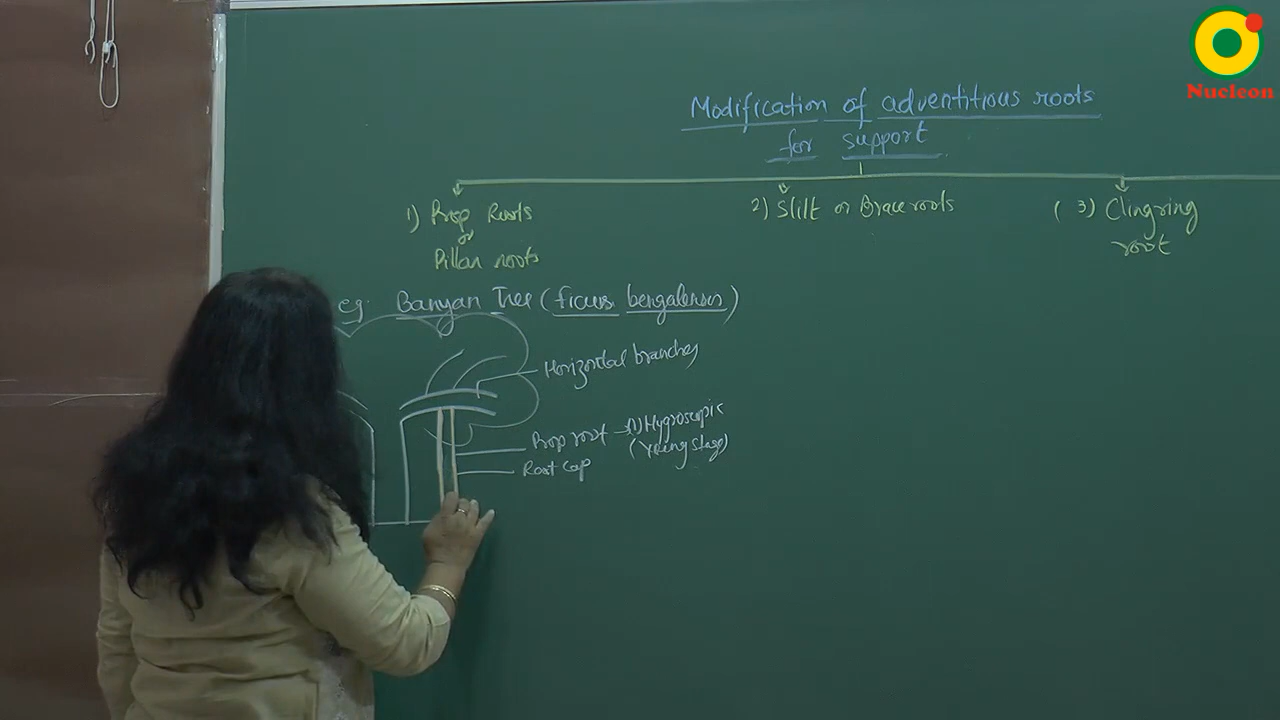 Nucleon
Modification of adventitious roots
for support
1) Prop Roots
or
Pillar roots
2) Stilt or Brace roots
( 3) Clingring
root
eg: Banyan Tree (ficus bengalensis)
Horizontal branches
Prop root → (1) Hygroscopic
(Young stage)
Root Cap